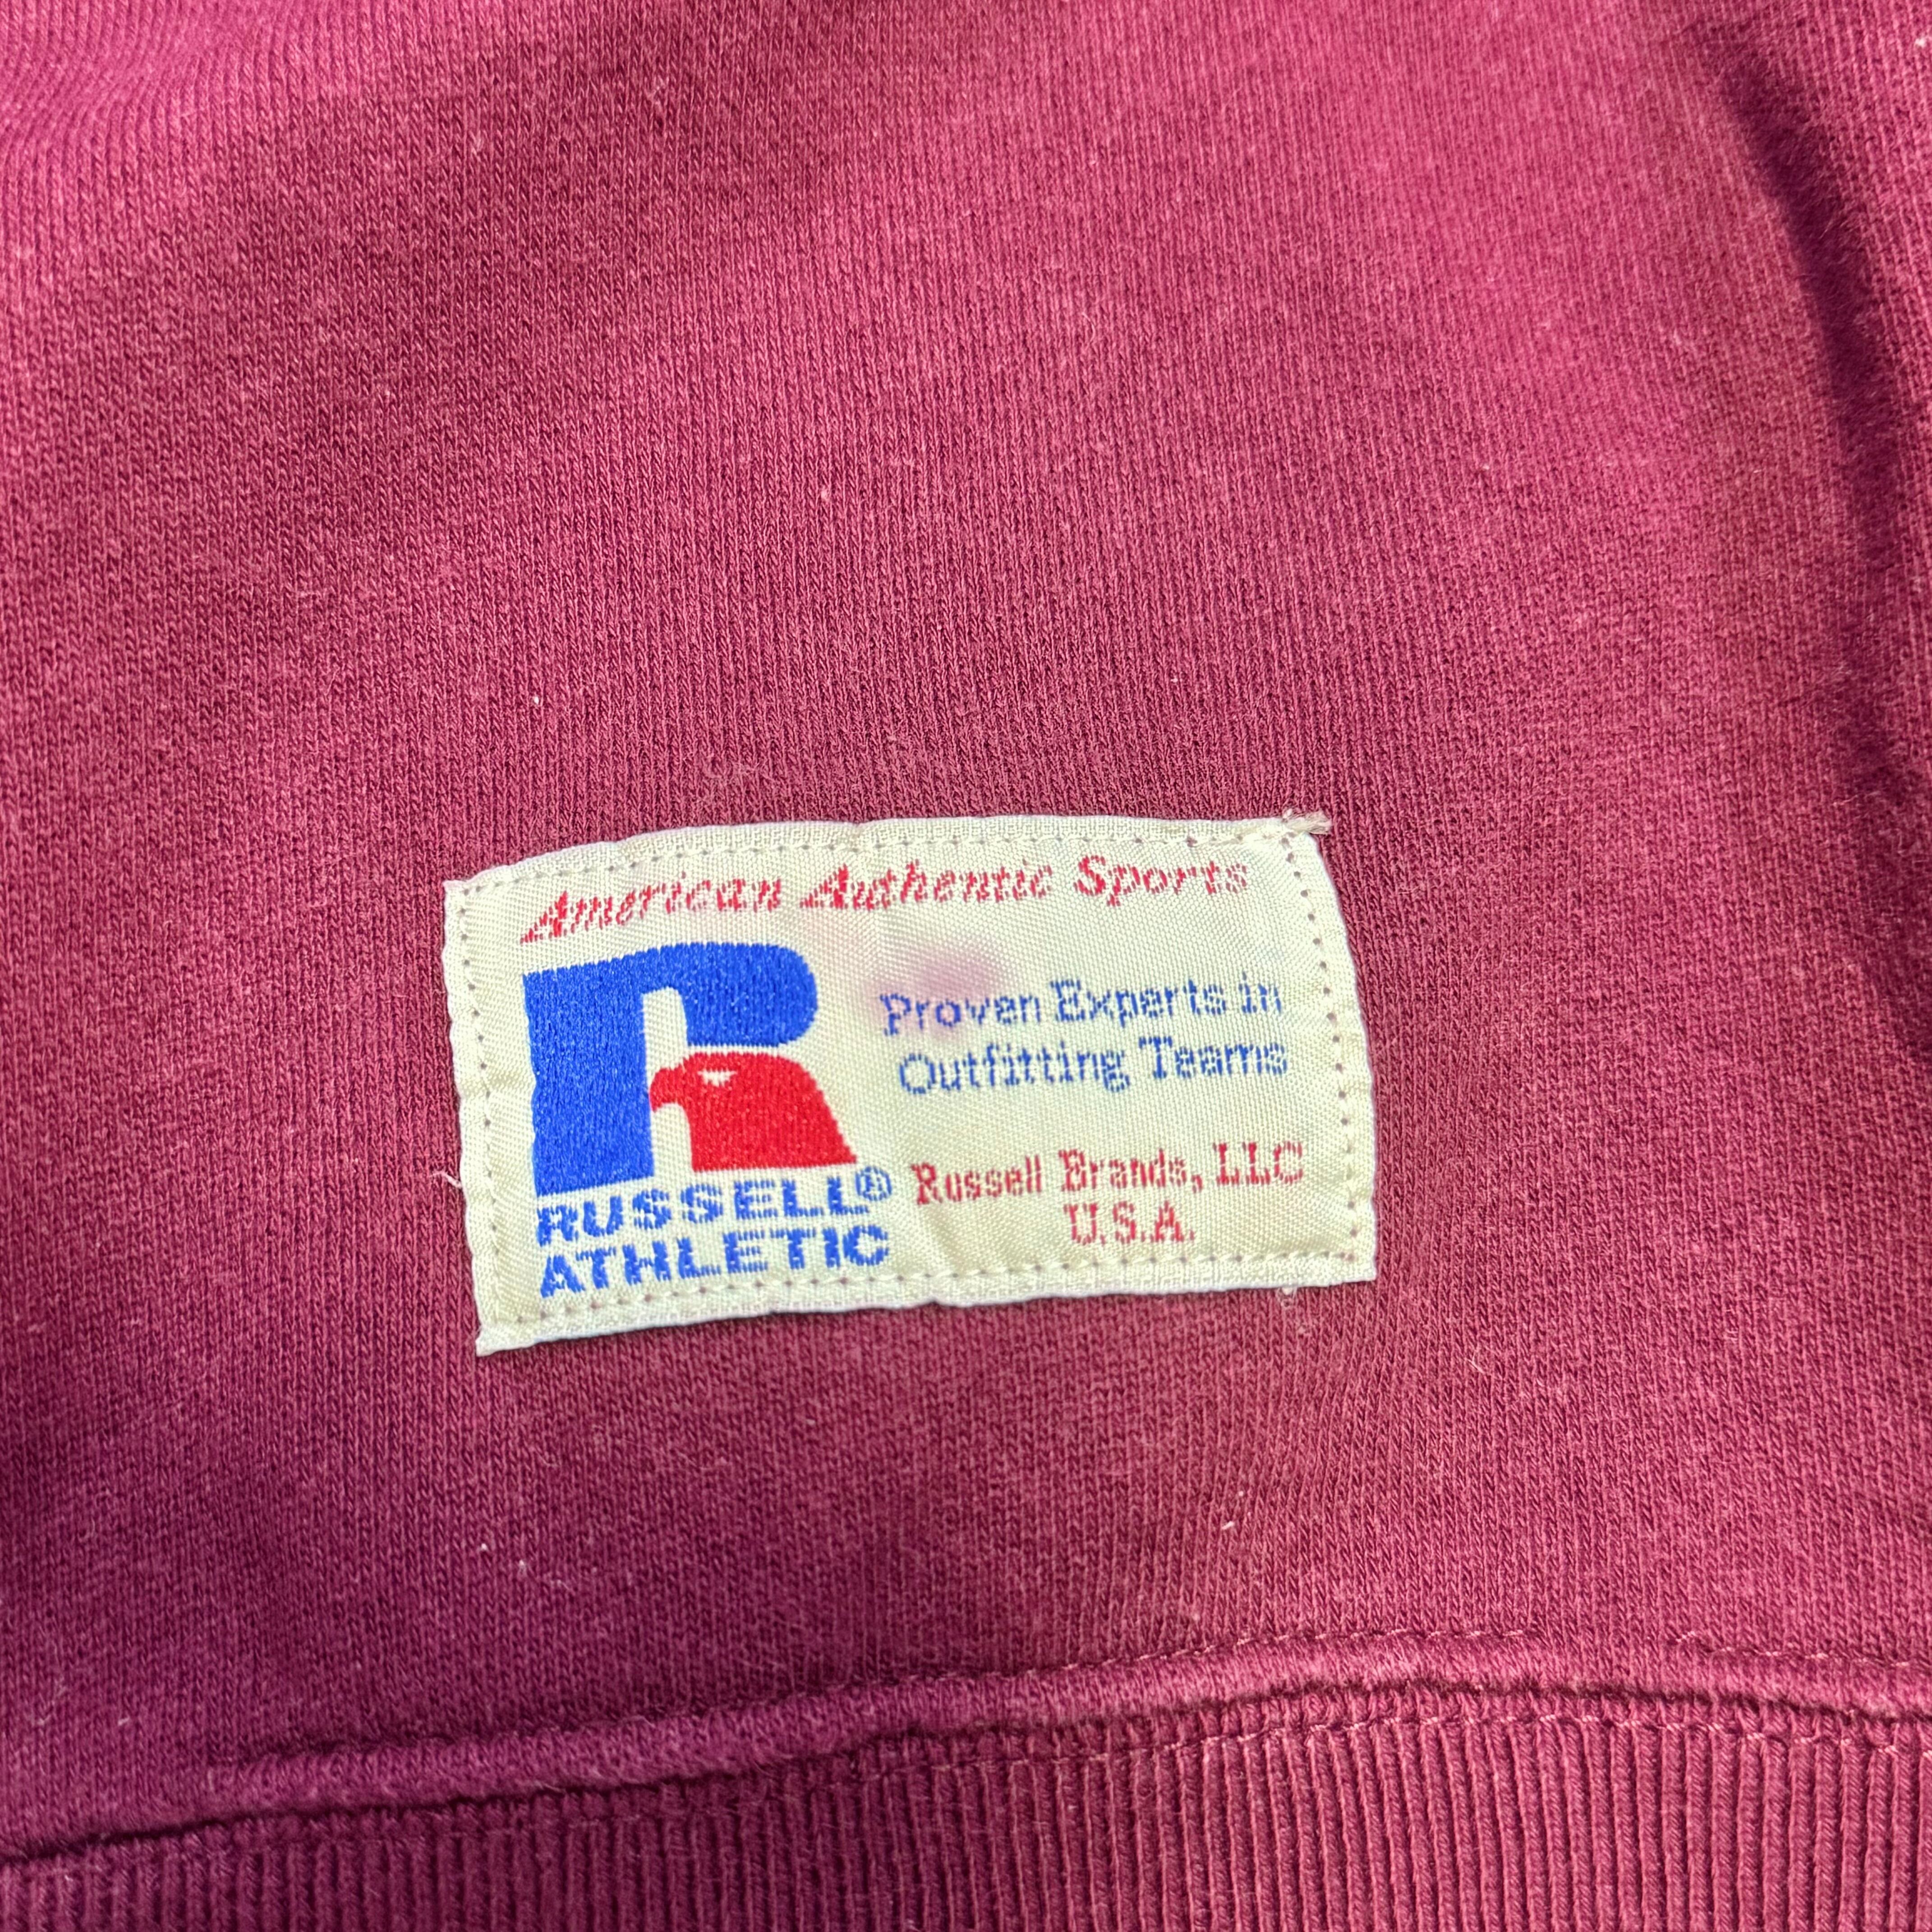 American Authentic Sports
Proven Experts in
Outfitting Teams
RUSSELL®
ATHLETIC
Russell Brands, LLC
U.S.A.